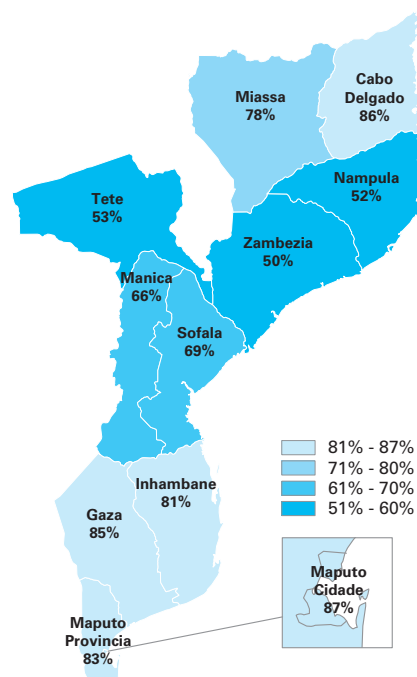 Cabo
Delgado
86%
Miassa
78%
Nampula
52%
Tete
53%
Zambezia
50%
Manica
66%
Sofala
69%
81% - 87%
71% - 80%
61% - 70%
51% - 60%
Inhambane
81%
Gaza
85%
Maputo
Cidade
87%
Maputo
Provincia
83%